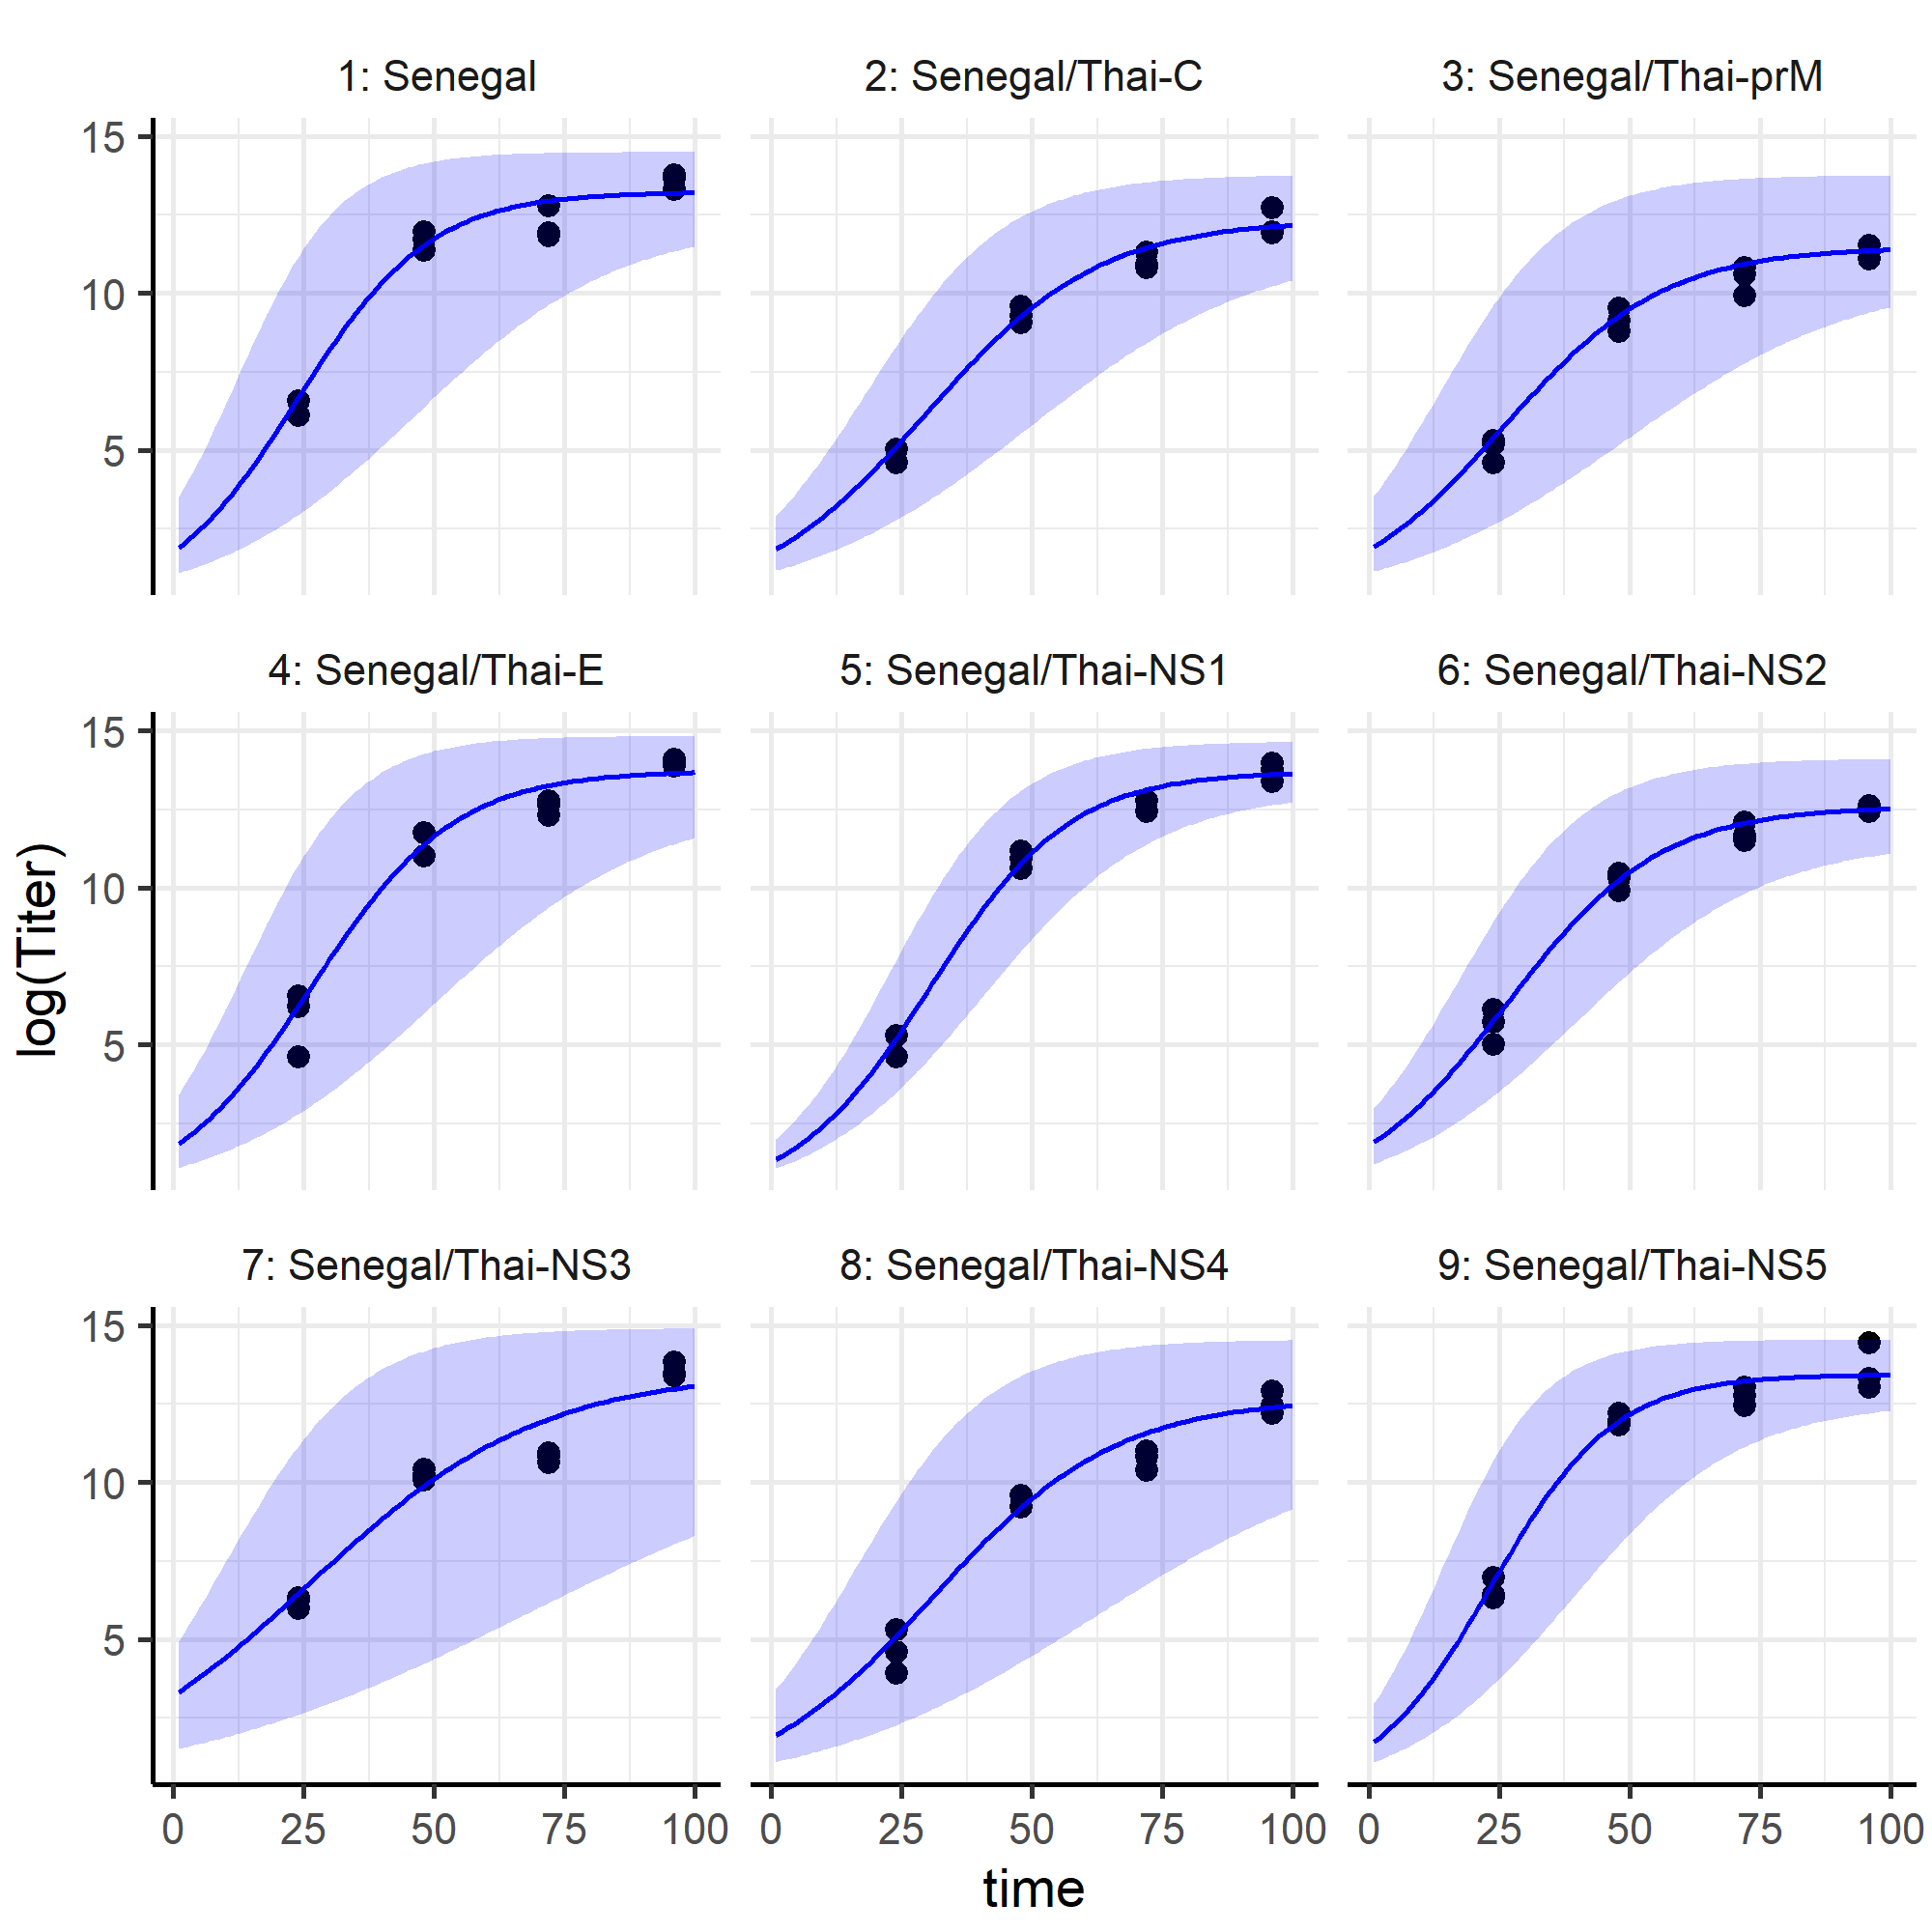 1: Senegal
2: Senegal/Thai-C
3: Senegal/Thai-prM
15
10
5
4: Senegal/Thai-E
5: Senegal/Thai-NS1
6: Senegal/Thai-NS2
15
10
5
log(Titer)
7: Senegal/Thai-NS3
8: Senegal/Thai-NS4
9: Senegal/Thai-NS5
15
10
5
0 25 50 75 100
0 25 50 75 100
0 25 50 75 100
time